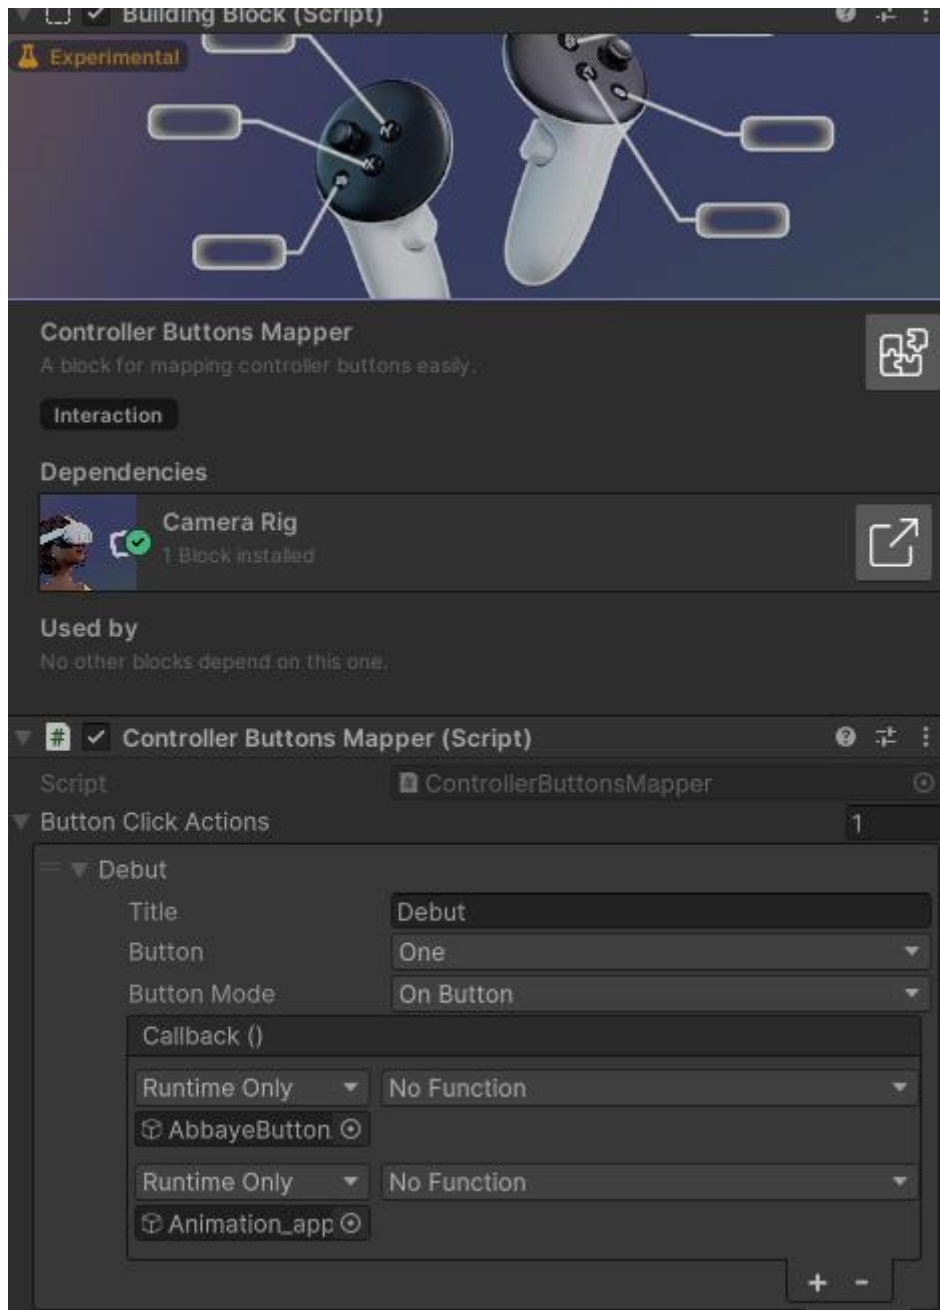 Building Block (Script)
Experimental
Y
X
B
Controller Buttons Mapper
A block for mapping controller buttons easily.
Interaction
Dependencies
Camera Rig
1 Block installed
Used by
No other blocks depend on this one.
# Controller Buttons Mapper (Script)
Script ControllerButtonsMapper
Button Click Actions 1
Debut
Title Debut
Button One
Button Mode On Button
Callback ()
Runtime Only No Function
AbbayeButton
Runtime Only No Function
Animation_app
+ -